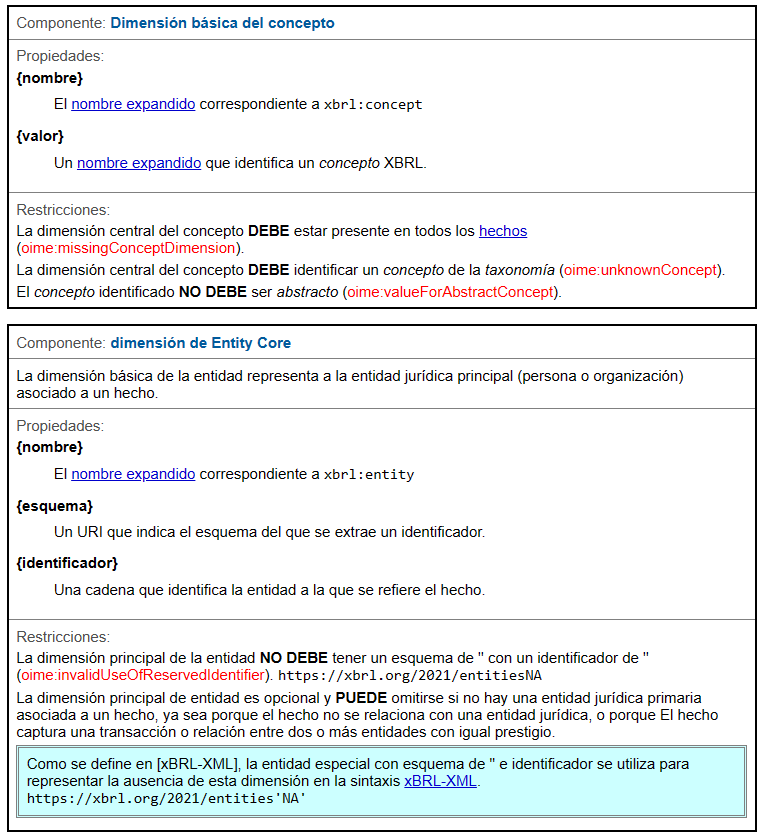 Componente: Dimensión básica del concepto
Propiedades:
{nombre}
El nombre expandido correspondiente a xbrl:concept
{valor}
Un nombre expandido que identifica un concepto XBRL.
Restricciones:
La dimensión central del concepto DEBE estar presente en todos los hechos
(oime:missingConceptDimension).
La dimensión central del concepto DEBE identificar un concepto de la taxonomía (oime:unknownConcept).
El concepto identificado NO DEBE ser abstracto (oime:valueForAbstractConcept).
Componente: dimensión de Entity Core
La dimensión básica de la entidad representa a la entidad jurídica principal (persona o organización)
asociado a un hecho.
Propiedades:
{nombre}
El nombre expandido correspondiente a xbrl:entity
{esquema}
Un URI que indica el esquema del que se extrae un identificador.
{identificador}
Una cadena que identifica la entidad a la que se refiere el hecho.
Restricciones:
La dimensión principal de la entidad NO DEBE tener un esquema de '' con un identificador de ''
(oime:invalidUseOfReservedIdentifier). https://xbrl.org/2021/entitiesNA
La dimensión principal de entidad es opcional y PUEDE omitirse si no hay una entidad jurídica primaria
asociada a un hecho, ya sea porque el hecho no se relaciona con una entidad jurídica, o porque El hecho
captura una transacción o relación entre dos o más entidades con igual prestigio.
Como se define en [xBRL-XML], la entidad especial con esquema de '' e identificador se utiliza para
representar la ausencia de esta dimensión en la sintaxis xBRL-XML.
https://xbrl.org/2021/entities'NA'